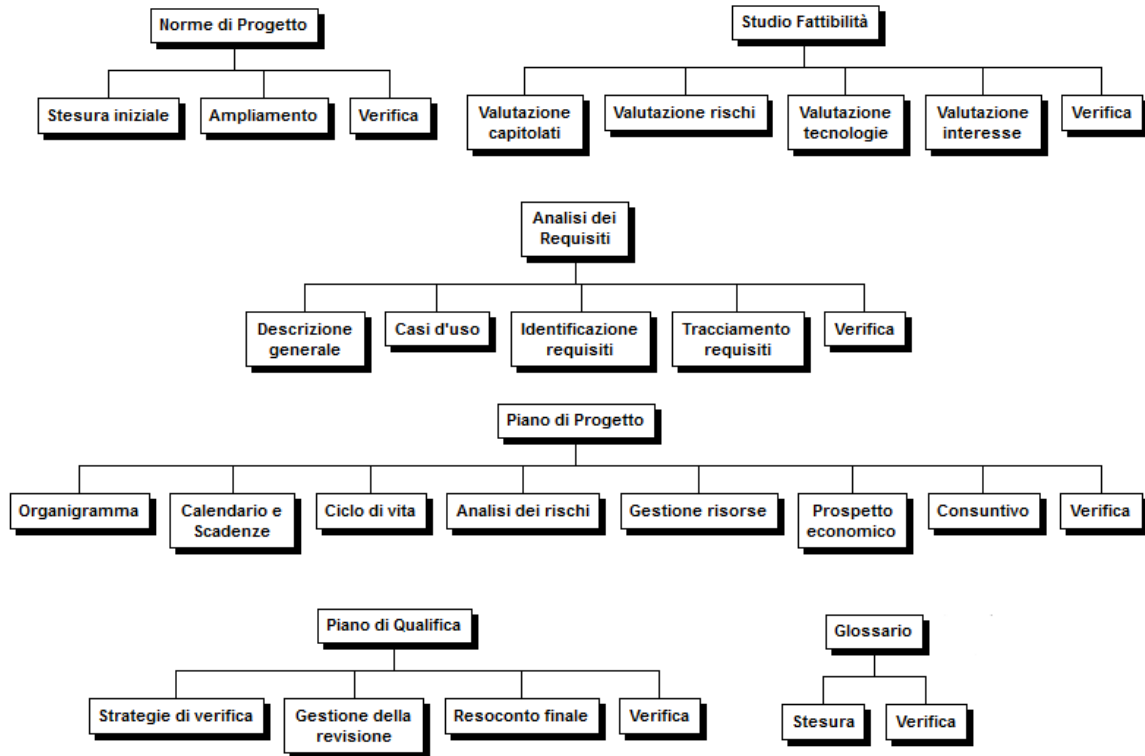 Norme di Progetto
Studio Fattibilità
Stesura iniziale
Ampliamento
Verifica
Valutazione
capitolati
Valutazione rischi
Valutazione
tecnologie
Valutazione
interesse
Verifica
Analisi dei
Requisiti
Descrizione
generale
Casi d'uso
Identificazione
requisiti
Tracciamento
requisiti
Verifica
Piano di Progetto
Organigramma
Calendario e
Scadenze
Ciclo di vita
Analisi dei rischi
Gestione risorse
Prospetto
economico
Consuntivo
Verifica
Piano di Qualifica
Glossario
Strategie di verifica
Gestione della
revisione
Resoconto finale
Verifica
Stesura
Verifica